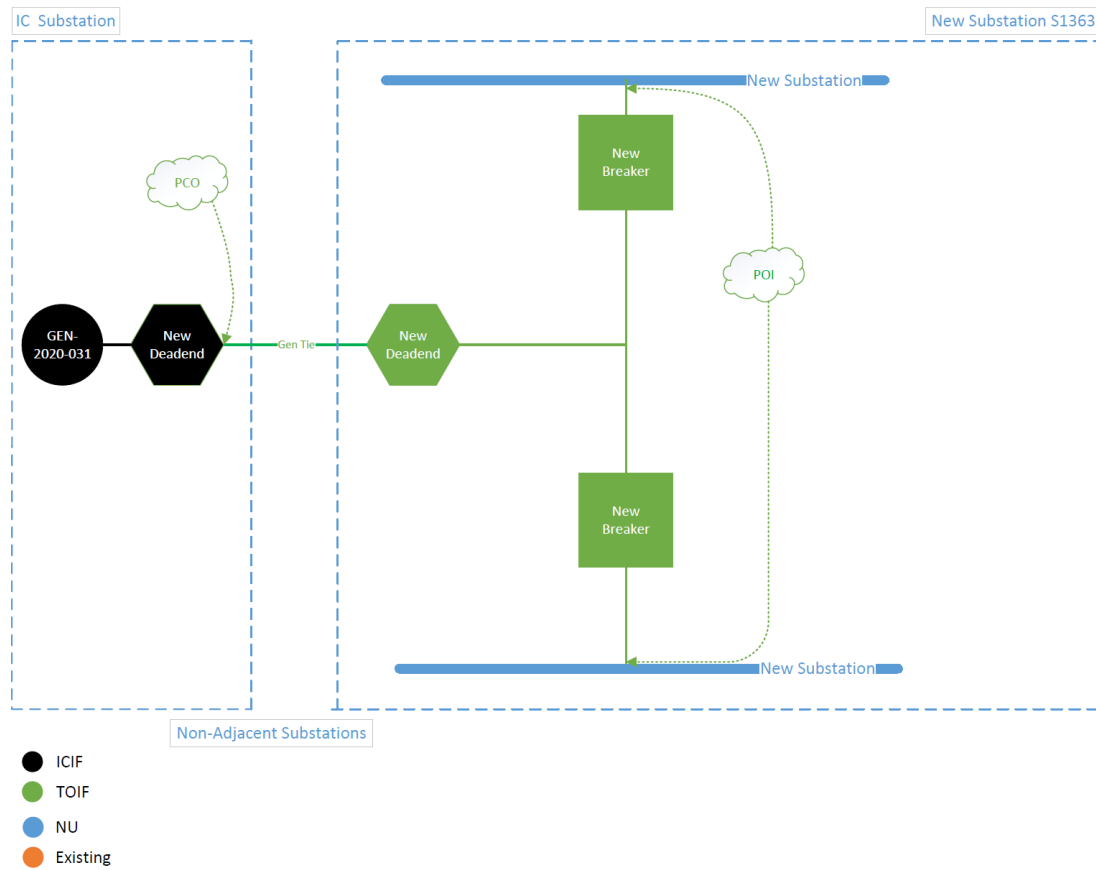 IC  Substation
New Substation S1363
New Substation
New
Breaker
PCO
POI
GEN-
2020-031
New
Deadend
Gen Tie
New
Deadend
New
Breaker
New Substation
Non-Adjacent Substations
ICIF
TOIF
NU
Existing